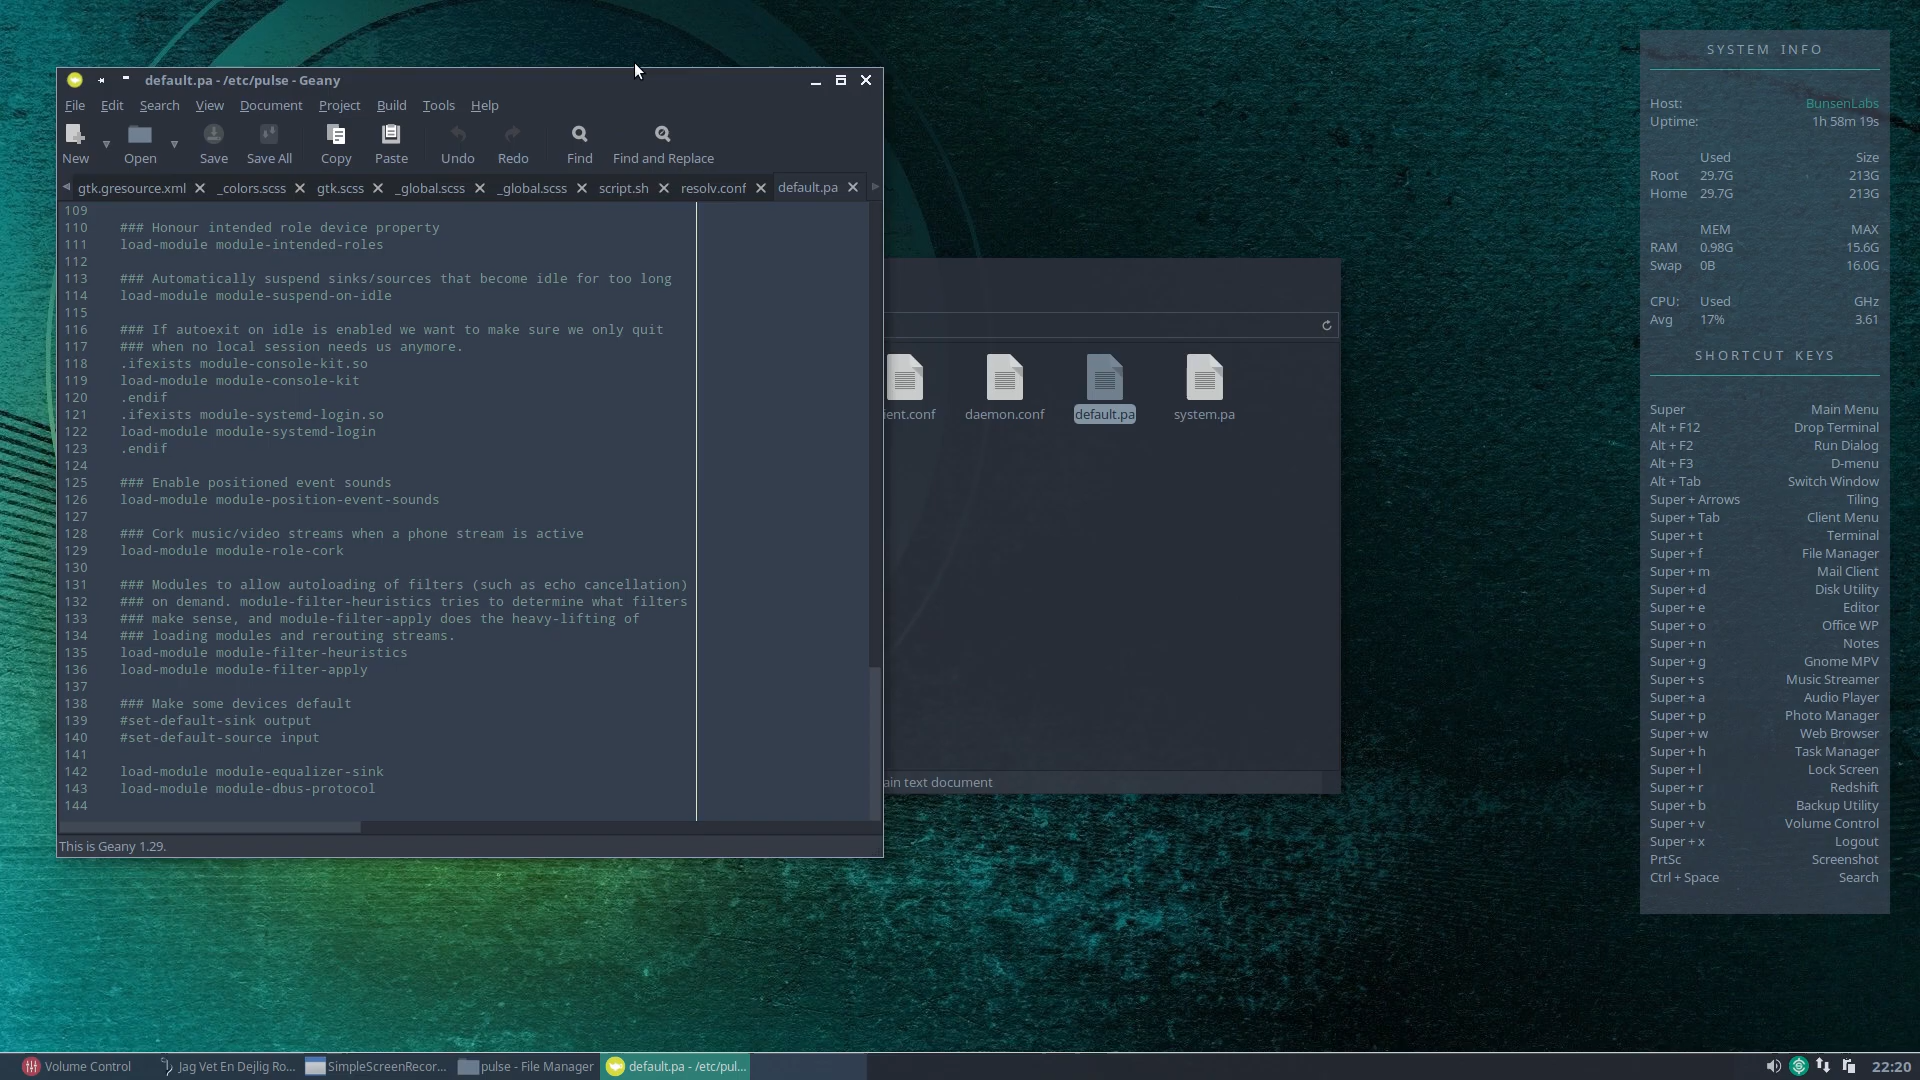 default.pa - /etc/pulse - Geany
File Edit Search View Document Project Build Tools Help
New Open Save Save All Copy Paste Undo Redo Find Find and Replace
gtk.gresource.xml _colors.scss gtk.scss _global.scss _global.scss script.sh resolv.conf default.pa
109
110 ### Honour intended role device property
111 load-module module-intended-roles
112
113 ### Automatically suspend sinks/sources that become idle for too long
114 load-module module-suspend-on-idle
115
116 ### If autoexit on idle is enabled we want to make sure we only quit
117 ### when no local session needs us anymore.
118 .ifexists module-console-kit.so
119 load-module module-console-kit
120 .endif
121 .ifexists module-systemd-login.so
122 load-module module-systemd-login
123 .endif
124
125 ### Enable positioned event sounds
126 load-module module-position-event-sounds
127
128 ### Cork music/video streams when a phone stream is active
129 load-module module-role-cork
130
131 ### Modules to allow autoloading of filters (such as echo cancellation)
132 ### on demand. module-filter-heuristics tries to determine what filters
133 ### make sense, and module-filter-apply does the heavy-lifting of
134 ### loading modules and rerouting streams.
135 load-module module-filter-heuristics
136 load-module module-filter-apply
137
138 ### Make some devices default
139 #set-default-sink output
140 #set-default-source input
141
142 load-module module-equalizer-sink
143 load-module module-dbus-protocol
144
This is Geany 1.29.
ient.conf daemon.conf default.pa system.pa
ain text document
SYSTEM INFO
Host: BunsenLabs
Uptime: 1h 58m 19s
Used Size
Root 29.7G 213G
Home 29.7G 213G
MEM MAX
RAM 0.98G 15.6G
Swap 0B 16.0G
CPU: Used GHz
Avg 17% 3.61
SHORTCUT KEYS
Super Main Menu
Alt + F12 Drop Terminal
Alt + F2 Run Dialog
Alt + F3 D-menu
Alt + Tab Switch Window
Super + Arrows Tiling
Super + Tab Client Menu
Super + t Terminal
Super + f File Manager
Super + m Mail Client
Super + d Disk Utility
Super + e Editor
Super + o Office WP
Super + n Notes
Super + g Gnome MPV
Super + s Music Streamer
Super + a Audio Player
Super + p Photo Manager
Super + w Web Browser
Super + h Task Manager
Super + l Lock Screen
Super + r Redshift
Super + b Backup Utility
Super + v Volume Control
Super + x Logout
PrtSc Screenshot
Ctrl + Space Search
Volume Control Jag Vet En Dejlig Ro... SimpleScreenRecor... pulse - File Manager default.pa - /etc/pul... 22:20